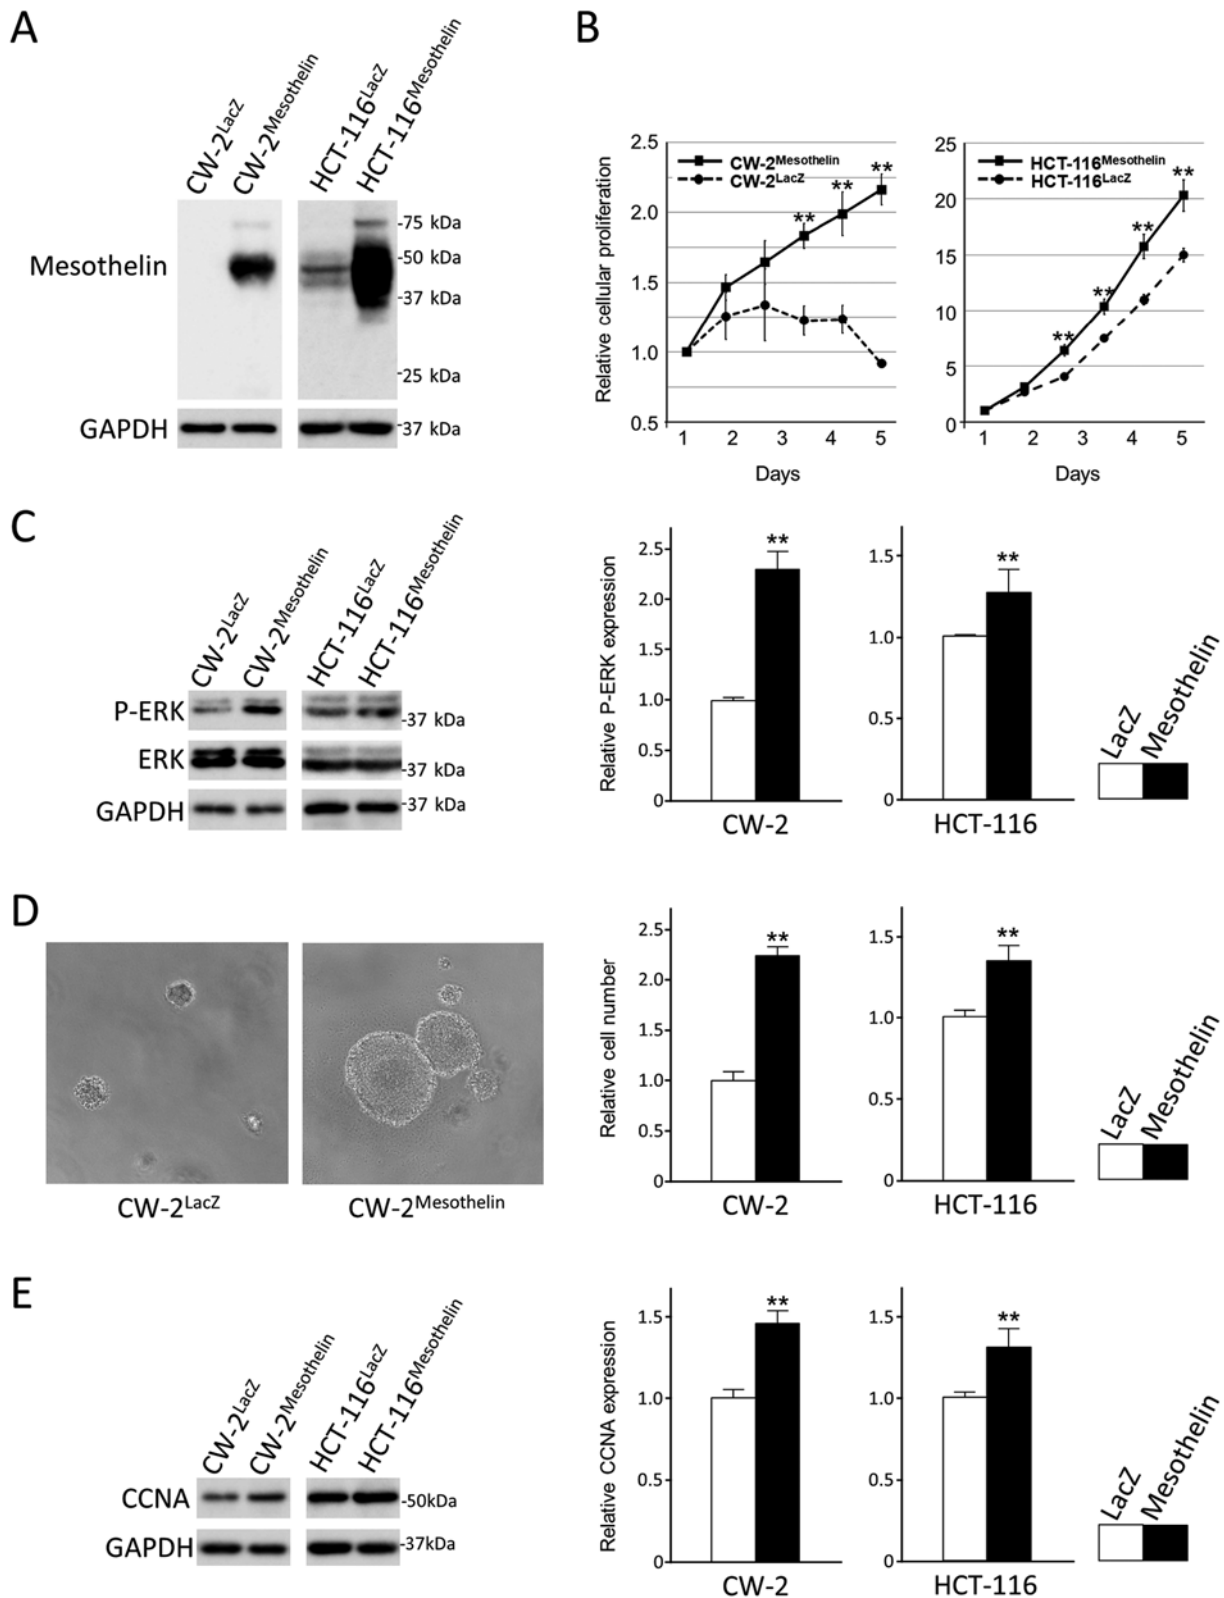 A
CW-2LacZ
CW-2Mesothelin
HCT-116LacZ
HCT-116Mesothelin
Mesothelin
-75 kDa
-50 kDa
-37 kDa
-25 kDa
GAPDH
-37 kDa
B
Relative cellular proliferation
2.5
2.0
1.5
1.0
0.5
CW-2Mesothelin
CW-2LacZ
**
**
**
1 2 3 4 5
Days
25
20
15
10
5
0
HCT-116Mesothelin
HCT-116LacZ
**
**
**
**
1 2 3 4 5
Days
C
CW-2LacZ
CW-2Mesothelin
HCT-116LacZ
HCT-116Mesothelin
P-ERK
-37 kDa
ERK
-37 kDa
GAPDH
-37 kDa
Relative P-ERK expression
2.5
2.0
1.5
1.0
0.5
0
**
CW-2
1.5
1.0
0.5
0
**
HCT-116
LacZ
Mesothelin
D
CW-2LacZ
CW-2Mesothelin
Relative cell number
2.5
2.0
1.5
1.0
0.5
0
**
CW-2
1.5
1.0
0.5
0
**
HCT-116
LacZ
Mesothelin
E
CW-2LacZ
CW-2Mesothelin
HCT-116LacZ
HCT-116Mesothelin
CCNA
-50kDa
GAPDH
-37kDa
Relative CCNA expression
1.5
1.0
0.5
0
**
CW-2
1.5
1.0
0.5
0
**
HCT-116
LacZ
Mesothelin